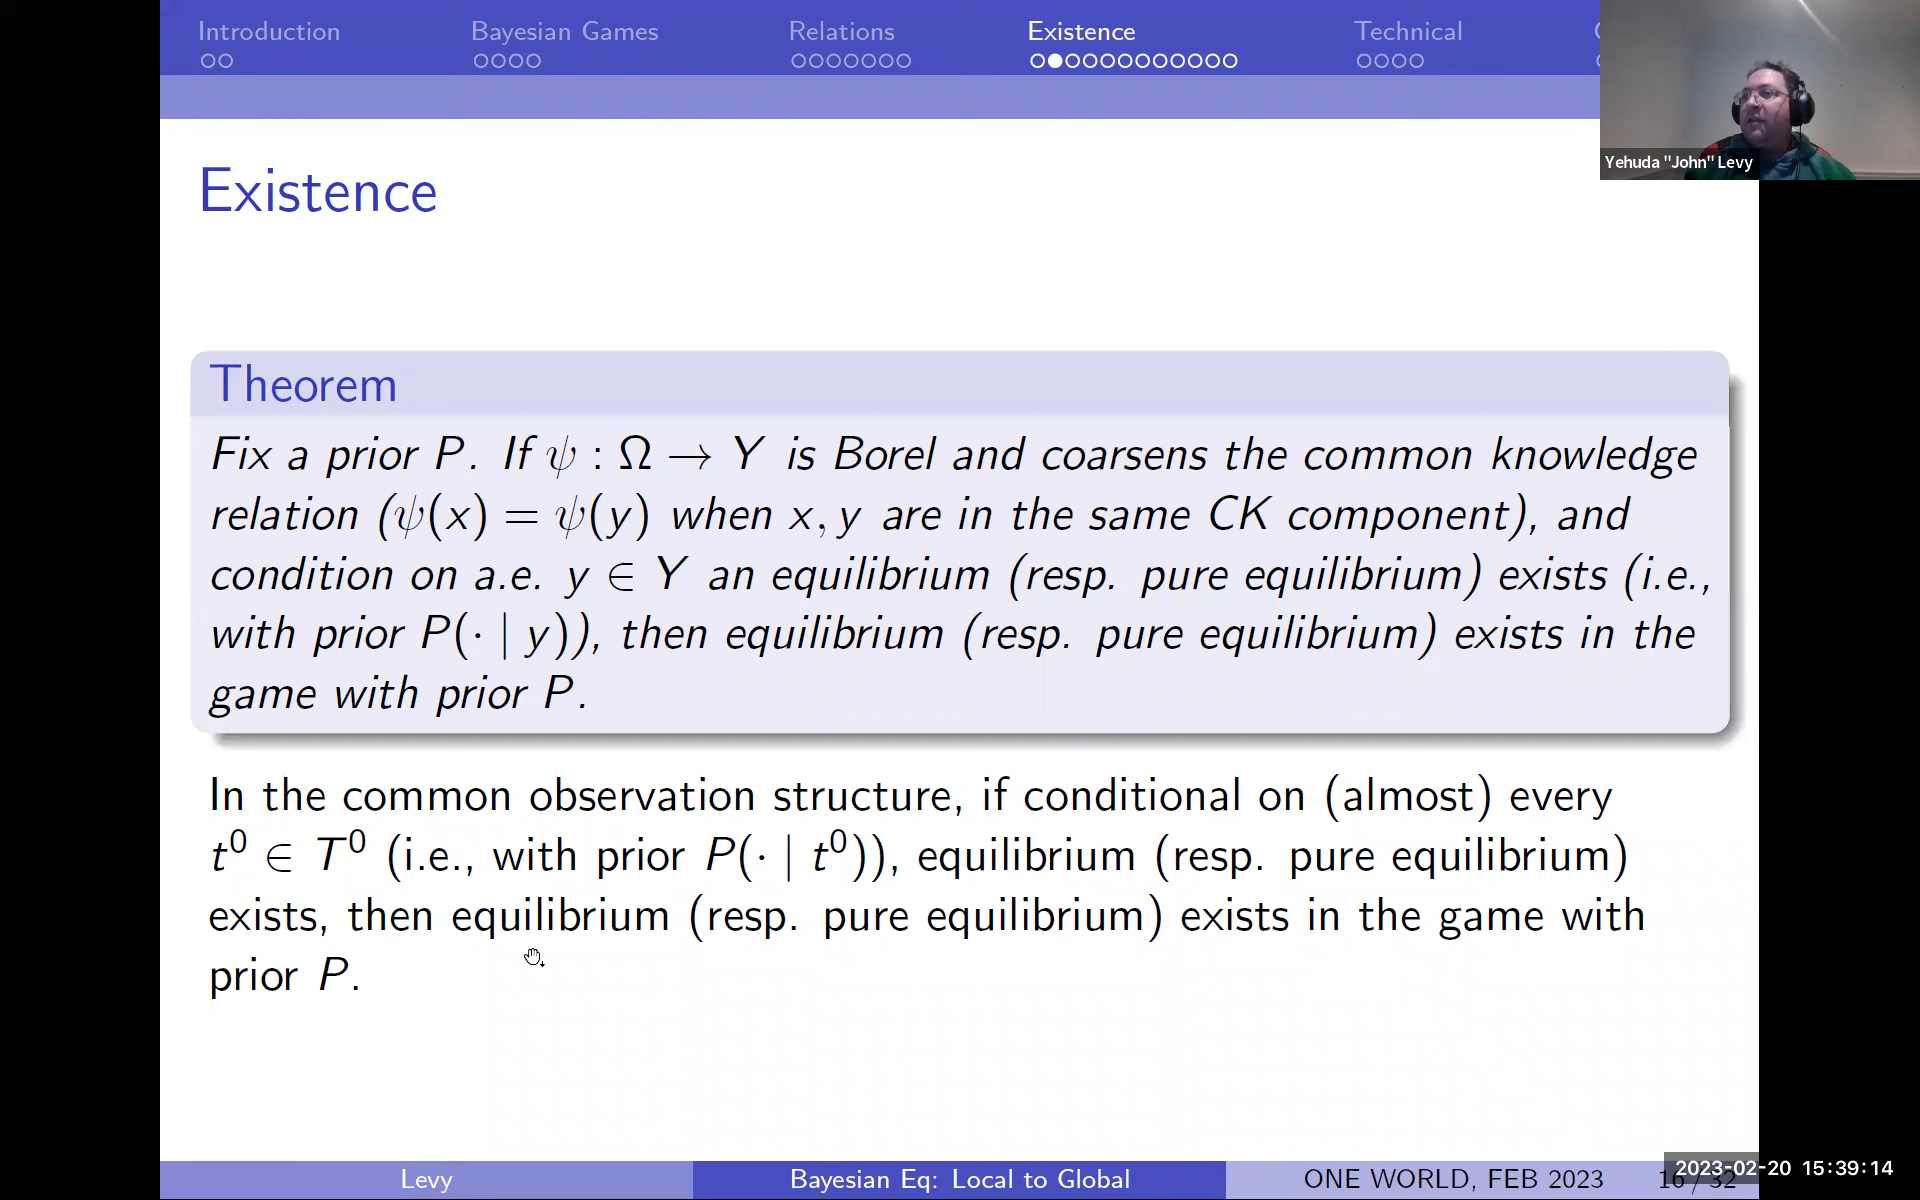 Introduction Bayesian Games Relations Existence Technical
Yehuda "John" Levy
Existence
Theorem
Fix a prior P. If ψ : Ω → Y is Borel and coarsens the common knowledge
relation (ψ(x) = ψ(y) when x, y are in the same CK component), and
condition on a.e. y ∈ Y an equilibrium (resp. pure equilibrium) exists (i.e.,
with prior P(· | y)), then equilibrium (resp. pure equilibrium) exists in the
game with prior P.
In the common observation structure, if conditional on (almost) every
t⁰ ∈ T⁰ (i.e., with prior P(· | t⁰)), equilibrium (resp. pure equilibrium)
exists, then equilibrium (resp. pure equilibrium) exists in the game with
prior P.
Levy Bayesian Eq: Local to Global ONE WORLD, FEB 2023 16 / 32
2023-02-20 15:39:14